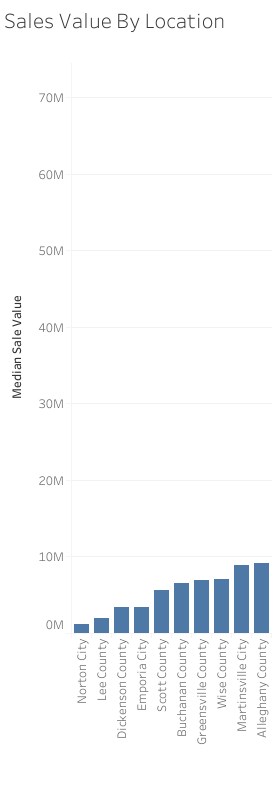 Sales Value By Location
70M
60M
50M
40M
30M
20M
10M
0M
Median Sale Value
Norton City
Lee County
Dickenson County
Emporia City
Scott County
Buchanan County
Greensville County
Wise County
Martinsville City
Alleghany County